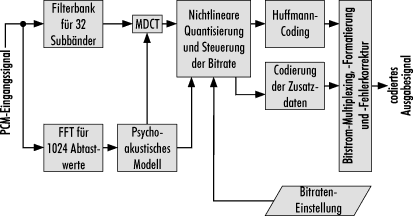 PCM-Eingangssignal
Filterbank
für 32
Subbänder
MDCT
Nichtlineare
Quantisierung
und Steuerung
der Bitrate
Huffmann-
Coding
Codierung
der Zusatz-
daten
Bitstrom-Multiplexing, -Formatierung
und -Fehlerkorrektur
codiertes
Ausgabesignal
FFT für
1024 Abtast-
werte
Psycho-
akustisches
Modell
Bitraten-
Einstellung